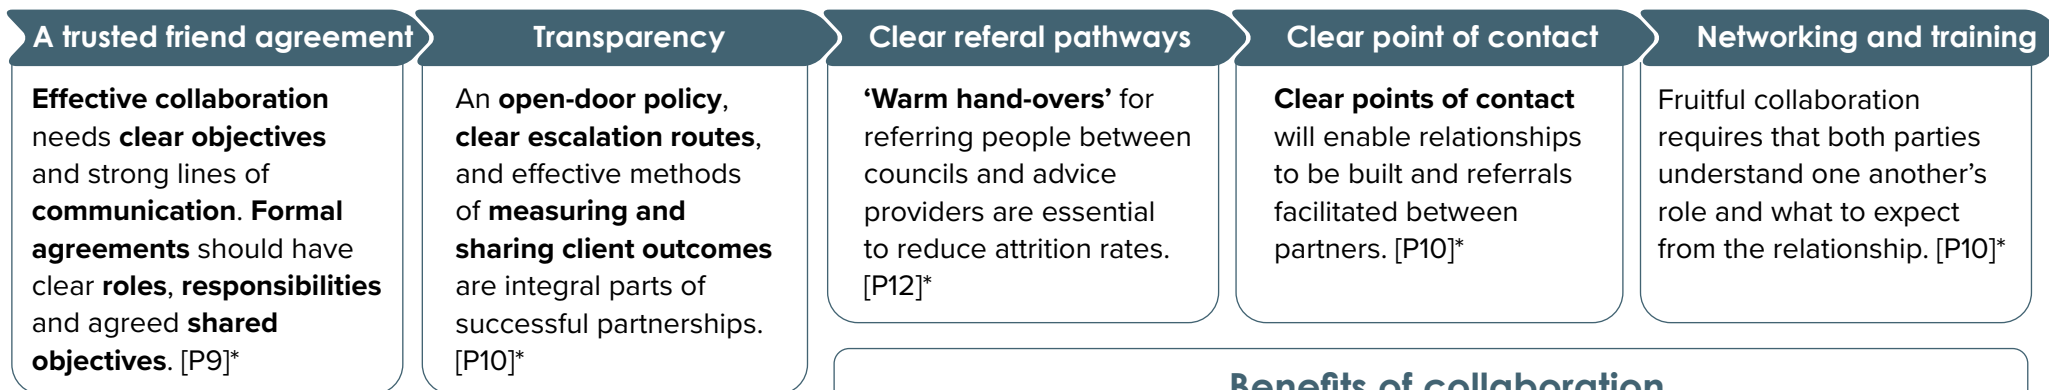 A trusted friend agreement
Effective collaboration
needs clear objectives
and strong lines of
communication. Formal
agreements should have
clear roles, responsibilities
and agreed shared
objectives. [P9]*
Transparency
An open-door policy,
clear escalation routes,
and effective methods
of measuring and
sharing client outcomes
are integral parts of
successful partnerships.
[P10]*
Clear referal pathways
‘Warm hand-overs’ for
referring people between
councils and advice
providers are essential
to reduce attrition rates.
[P12]*
Clear point of contact
Clear points of contact
will enable relationships
to be built and referrals
facilitated between
partners. [P10]*
Networking and training
Fruitful collaboration
requires that both parties
understand one another’s
role and what to expect
from the relationship. [P10]*
Benefits of collaboration